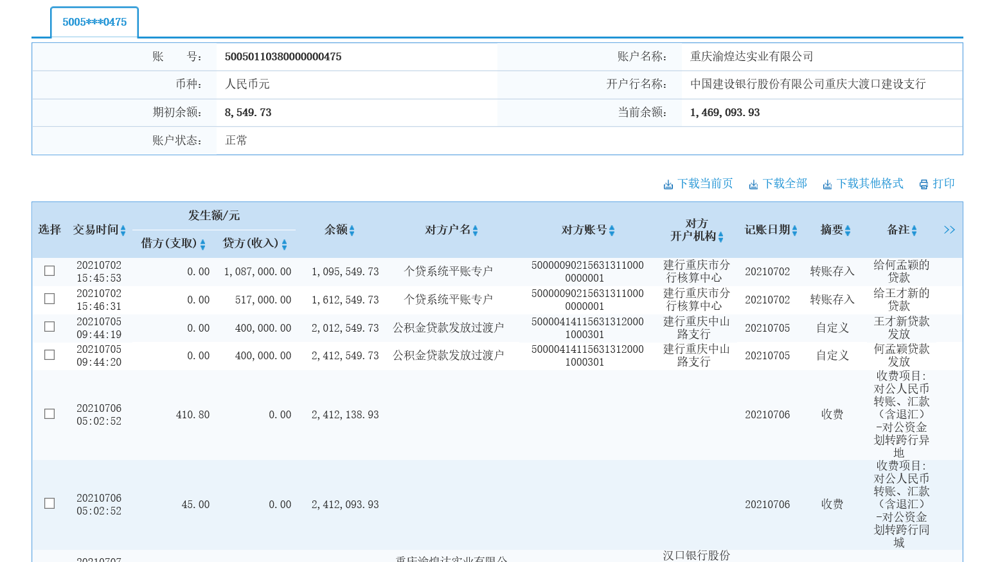 5005***0475
账　　号： 50050110380000000475 账户名称： 重庆渝煌达实业有限公司
币种： 人民币元 开户行名称： 中国建设银行股份有限公司重庆大渡口建设支行
期初余额： 8,549.73 当前余额： 1,469,093.93
账户状态： 正常
下载当前页 下载全部 下载其他格式 打印
选择 交易时间 发生额/元 余额 对方户名 对方账号 对方 记账日期 摘要 备注 >>
借方(支取) 贷方(收入) 开户机构
20210702 0.00 1,087,000.00 1,095,549.73 个贷系统平账专户 50000090215631311000 建行重庆市分 20210702 转账存入 给何孟颖的
15:45:53 0000001 行核算中心 贷款
20210702 0.00 517,000.00 1,612,549.73 个贷系统平账专户 50000090215631311000 建行重庆市分 20210702 转账存入 给王才新的
15:46:31 0000001 行核算中心 贷款
20210705 0.00 400,000.00 2,012,549.73 公积金贷款发放过渡户 50000414115631312000 建行重庆中山 20210705 自定义 王才新贷款
09:44:19 1000301 路支行 发放
20210705 0.00 400,000.00 2,412,549.73 公积金贷款发放过渡户 50000414115631312000 建行重庆中山 20210705 自定义 何孟颖贷款
09:44:20 1000301 路支行 发放
收费项目:
对公人民币
转账、汇款
20210706 410.80 0.00 2,412,138.93 20210706 收费 （含退汇）
05:02:52 -对公资金
划转跨行异
地
收费项目:
对公人民币
转账、汇款
20210706 45.00 0.00 2,412,093.93 20210706 收费 （含退汇）
05:02:52 -对公资金
划转跨行同
城
汉口银行股份
20210707 重庆渝煌达实业有限公